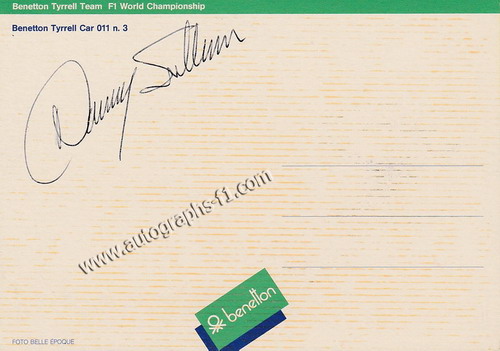 Benetton Tyrrell Team F1 World Championship
Benetton Tyrrell Car 011 n. 3
Danny Sullivan
www.autographs-f1.com
benetton
FOTO BELLE EPOQUE